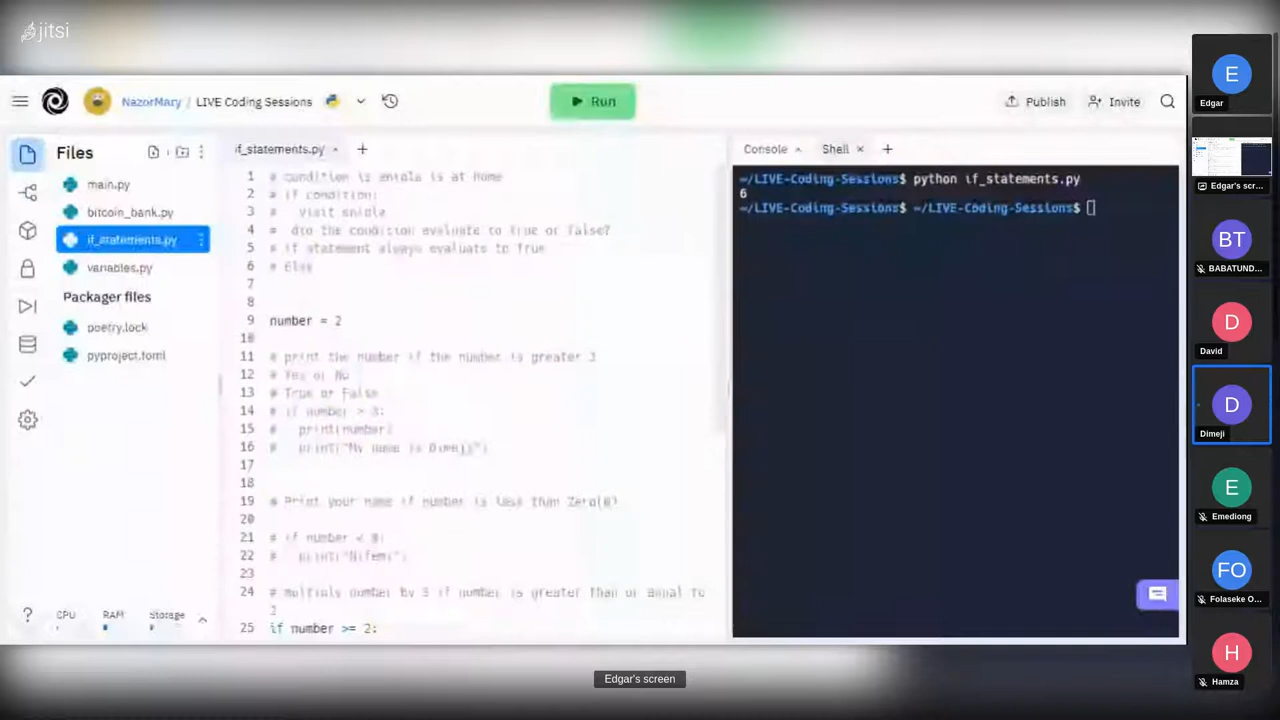 jitsi
NazorMary / LIVE Coding Sessions
Run
Publish
Invite
Files
main.py
bitcoin_bank.py
if_statements.py
variables.py
Packager files
poetry.lock
pyproject.toml
CPU
RAM
Storage
if_statements.py
1 # condition is eniola is at home
2 # if condition:
3 # visit eniola
4 # the condition evaluate to True or False?
5 # if statement always evaluate to True
6 # Else
7
8
9 number = 2
10
11 # print the number if the number is greater 3
12 # Yes or No
13 # True or False
14 # if number > 3:
15 # print(number)
16 # print("My name is Dimeji")
17
18
19 # Print your name if number is less than Zero(0)
20
21 # if number < 0:
22 # print("Nifemi")
23
24 # multiply number by 3 if number is greater than or equal to
2
25 if number >= 2:
Console
Shell
~/LIVE-Coding-Sessions$ python if_statements.py
6
~/LIVE-Coding-Sessions$ ~/LIVE-Coding-Sessions$
Edgar's screen
E
Edgar
Edgar's scr...
BT
BABATUND...
D
David
D
Dimeji
E
Emediong
FO
Folaseke O...
H
Hamza